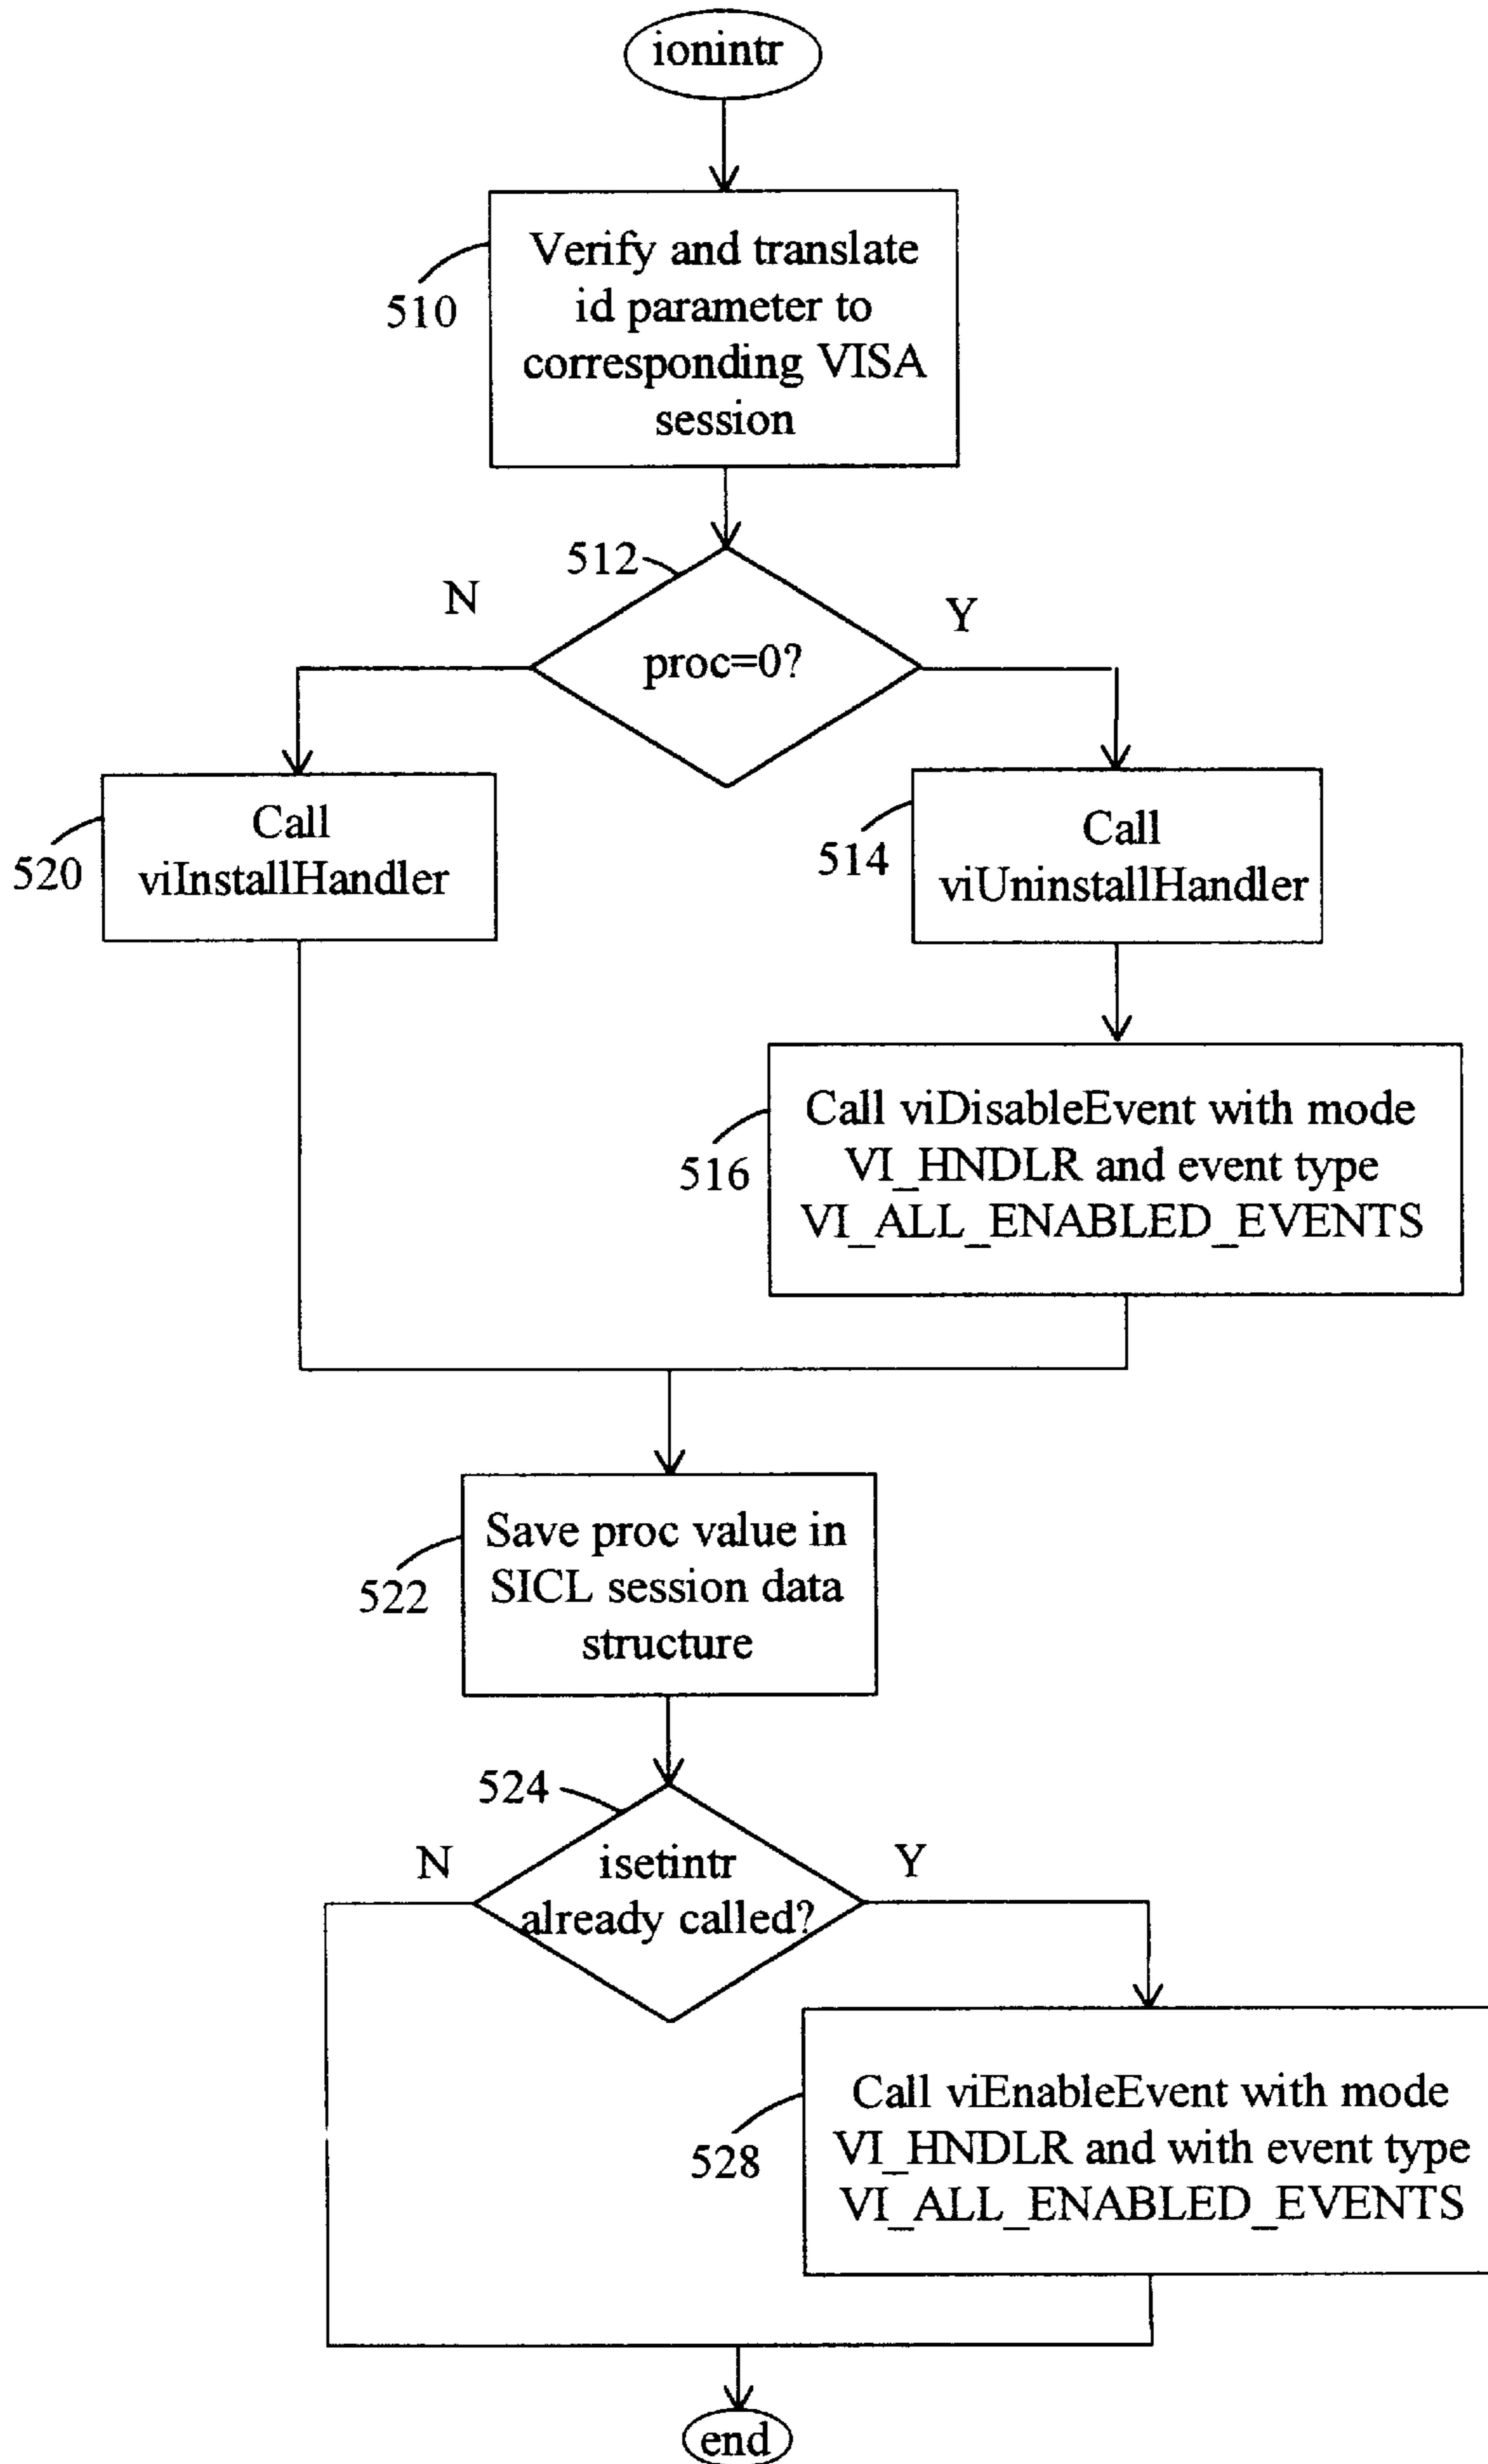 ionintr
Verify and translate
id parameter to
corresponding VISA
session
510
512
N
Y
proc=0?
Call
viInstallHandler
520
Call
viUninstallHandler
514
Call viDisableEvent with mode
VI_HNDLR and event type
VI_ALL_ENABLED_EVENTS
516
Save proc value in
SICL session data
structure
522
524
N
Y
isetintr
already called?
Call viEnableEvent with mode
VI_HNDLR and with event type
VI_ALL_ENABLED_EVENTS
528
end